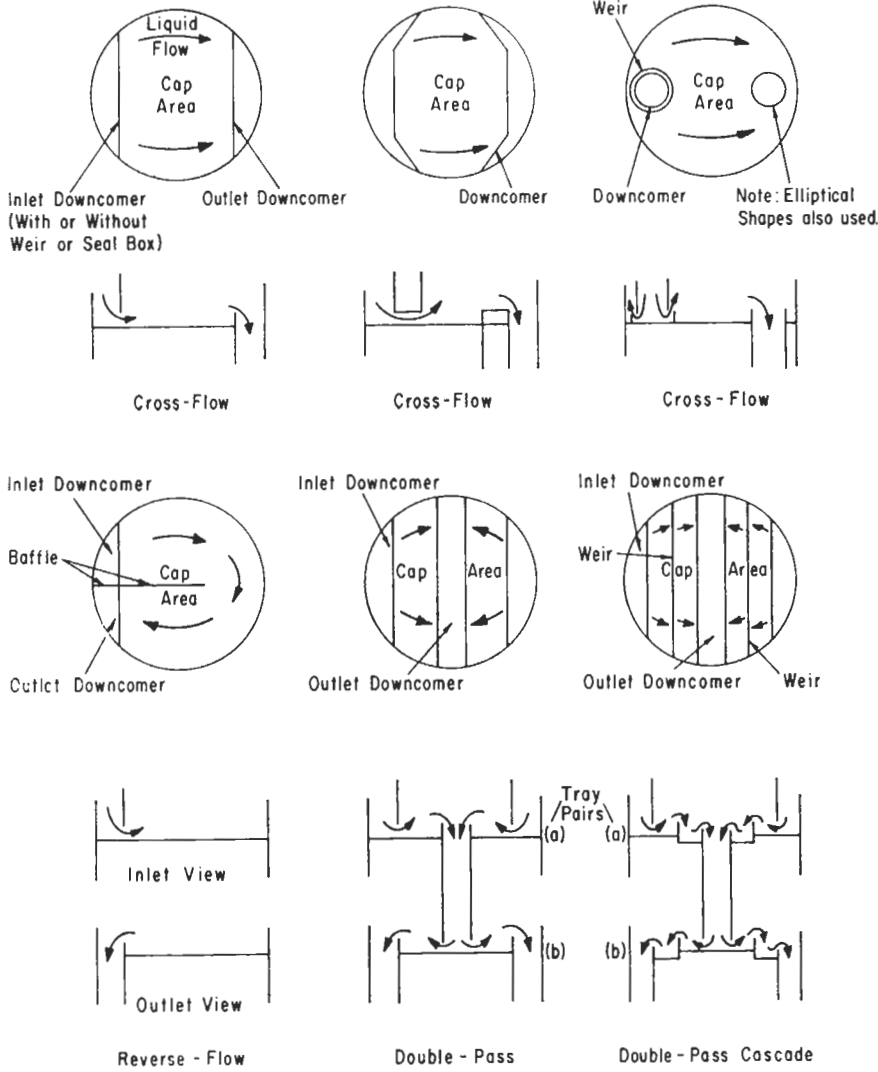 Liquid
Flow
Cap
Area
Inlet Downcomer
(With or Without
Weir or Seal Box)
Outlet Downcomer
Cap
Area
Downcomer
Weir
Cap
Area
Downcomer
Note: Elliptical
Shapes also used.
Cross-Flow
Cross-Flow
Cross-Flow
Inlet Downcomer
Baffle
Cap
Area
Outlet Downcomer
Inlet Downcomer
Cap Area
Outlet Downcomer
Inlet Downcomer
Weir
Cap Area
Outlet Downcomer
Weir
Inlet View
Outlet View
Tray
Pairs
(a)
(a)
(b)
(b)
Reverse-Flow
Double-Pass
Double-Pass Cascade